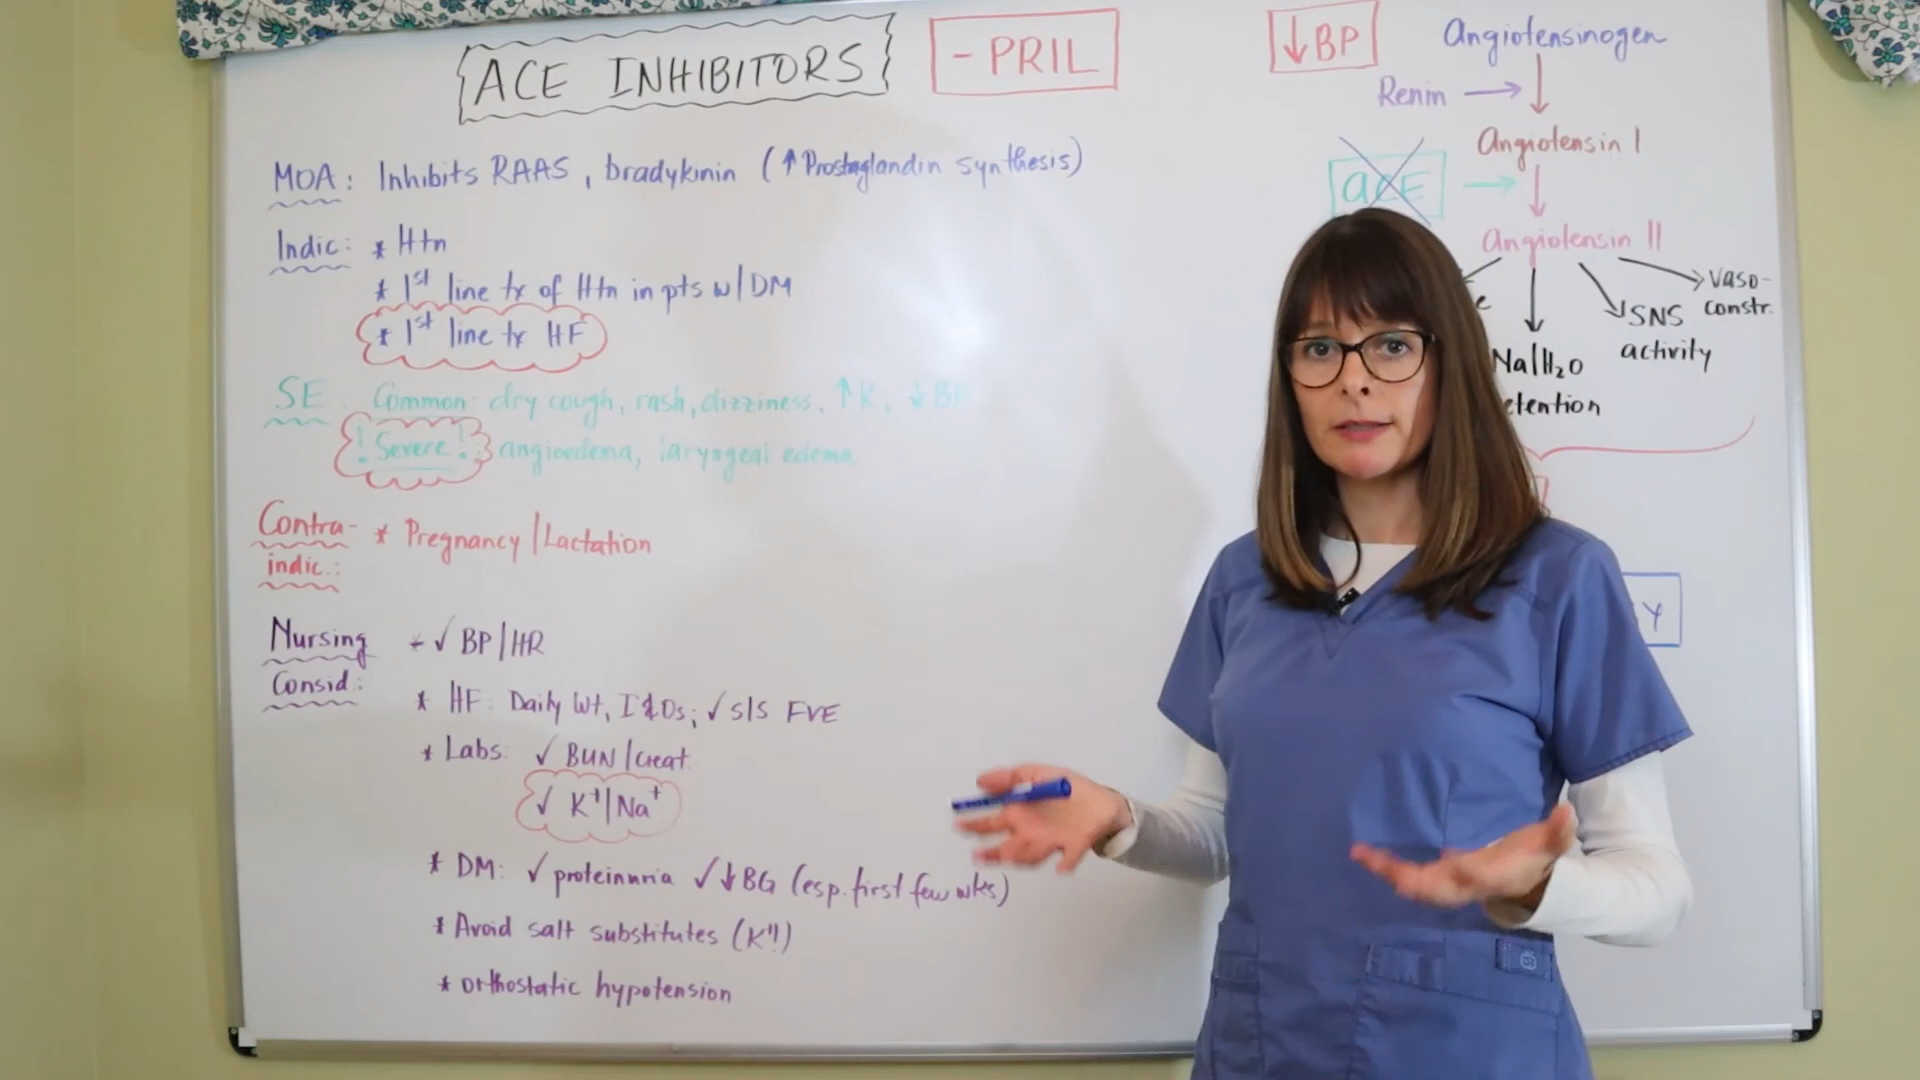 ACE INHIBITORS
- PRIL
MOA: Inhibits RAAS, bradykinin (↑ Prostaglandin synthesis)
Indic: * Htn
* 1st line tx of Htn in pts w/DM
* 1st line tx HF
SE Common: dry cough, rash, dizziness, ↑K, ↓BP
!Severe!: angioedema, laryngeal edema
Contra- * Pregnancy/Lactation
indic.:
Nursing * ✓ BP/HR
Consid.:
* HF: Daily Wt, I&Os; ✓ S/S FVE
* Labs: ✓ BUN/Creat.
✓ K+/Na+
* DM: ✓ proteinuria ✓ ↓BG (esp. first few wks)
* Avoid salt substitutes (K"!)
* orthostatic hypotension
↓BP
Angiotensinogen
Renin →
Angiotensin I
ACE →
Angiotensin II
Vaso-
constr.
SNS
activity
Na/H2O
etention
Y